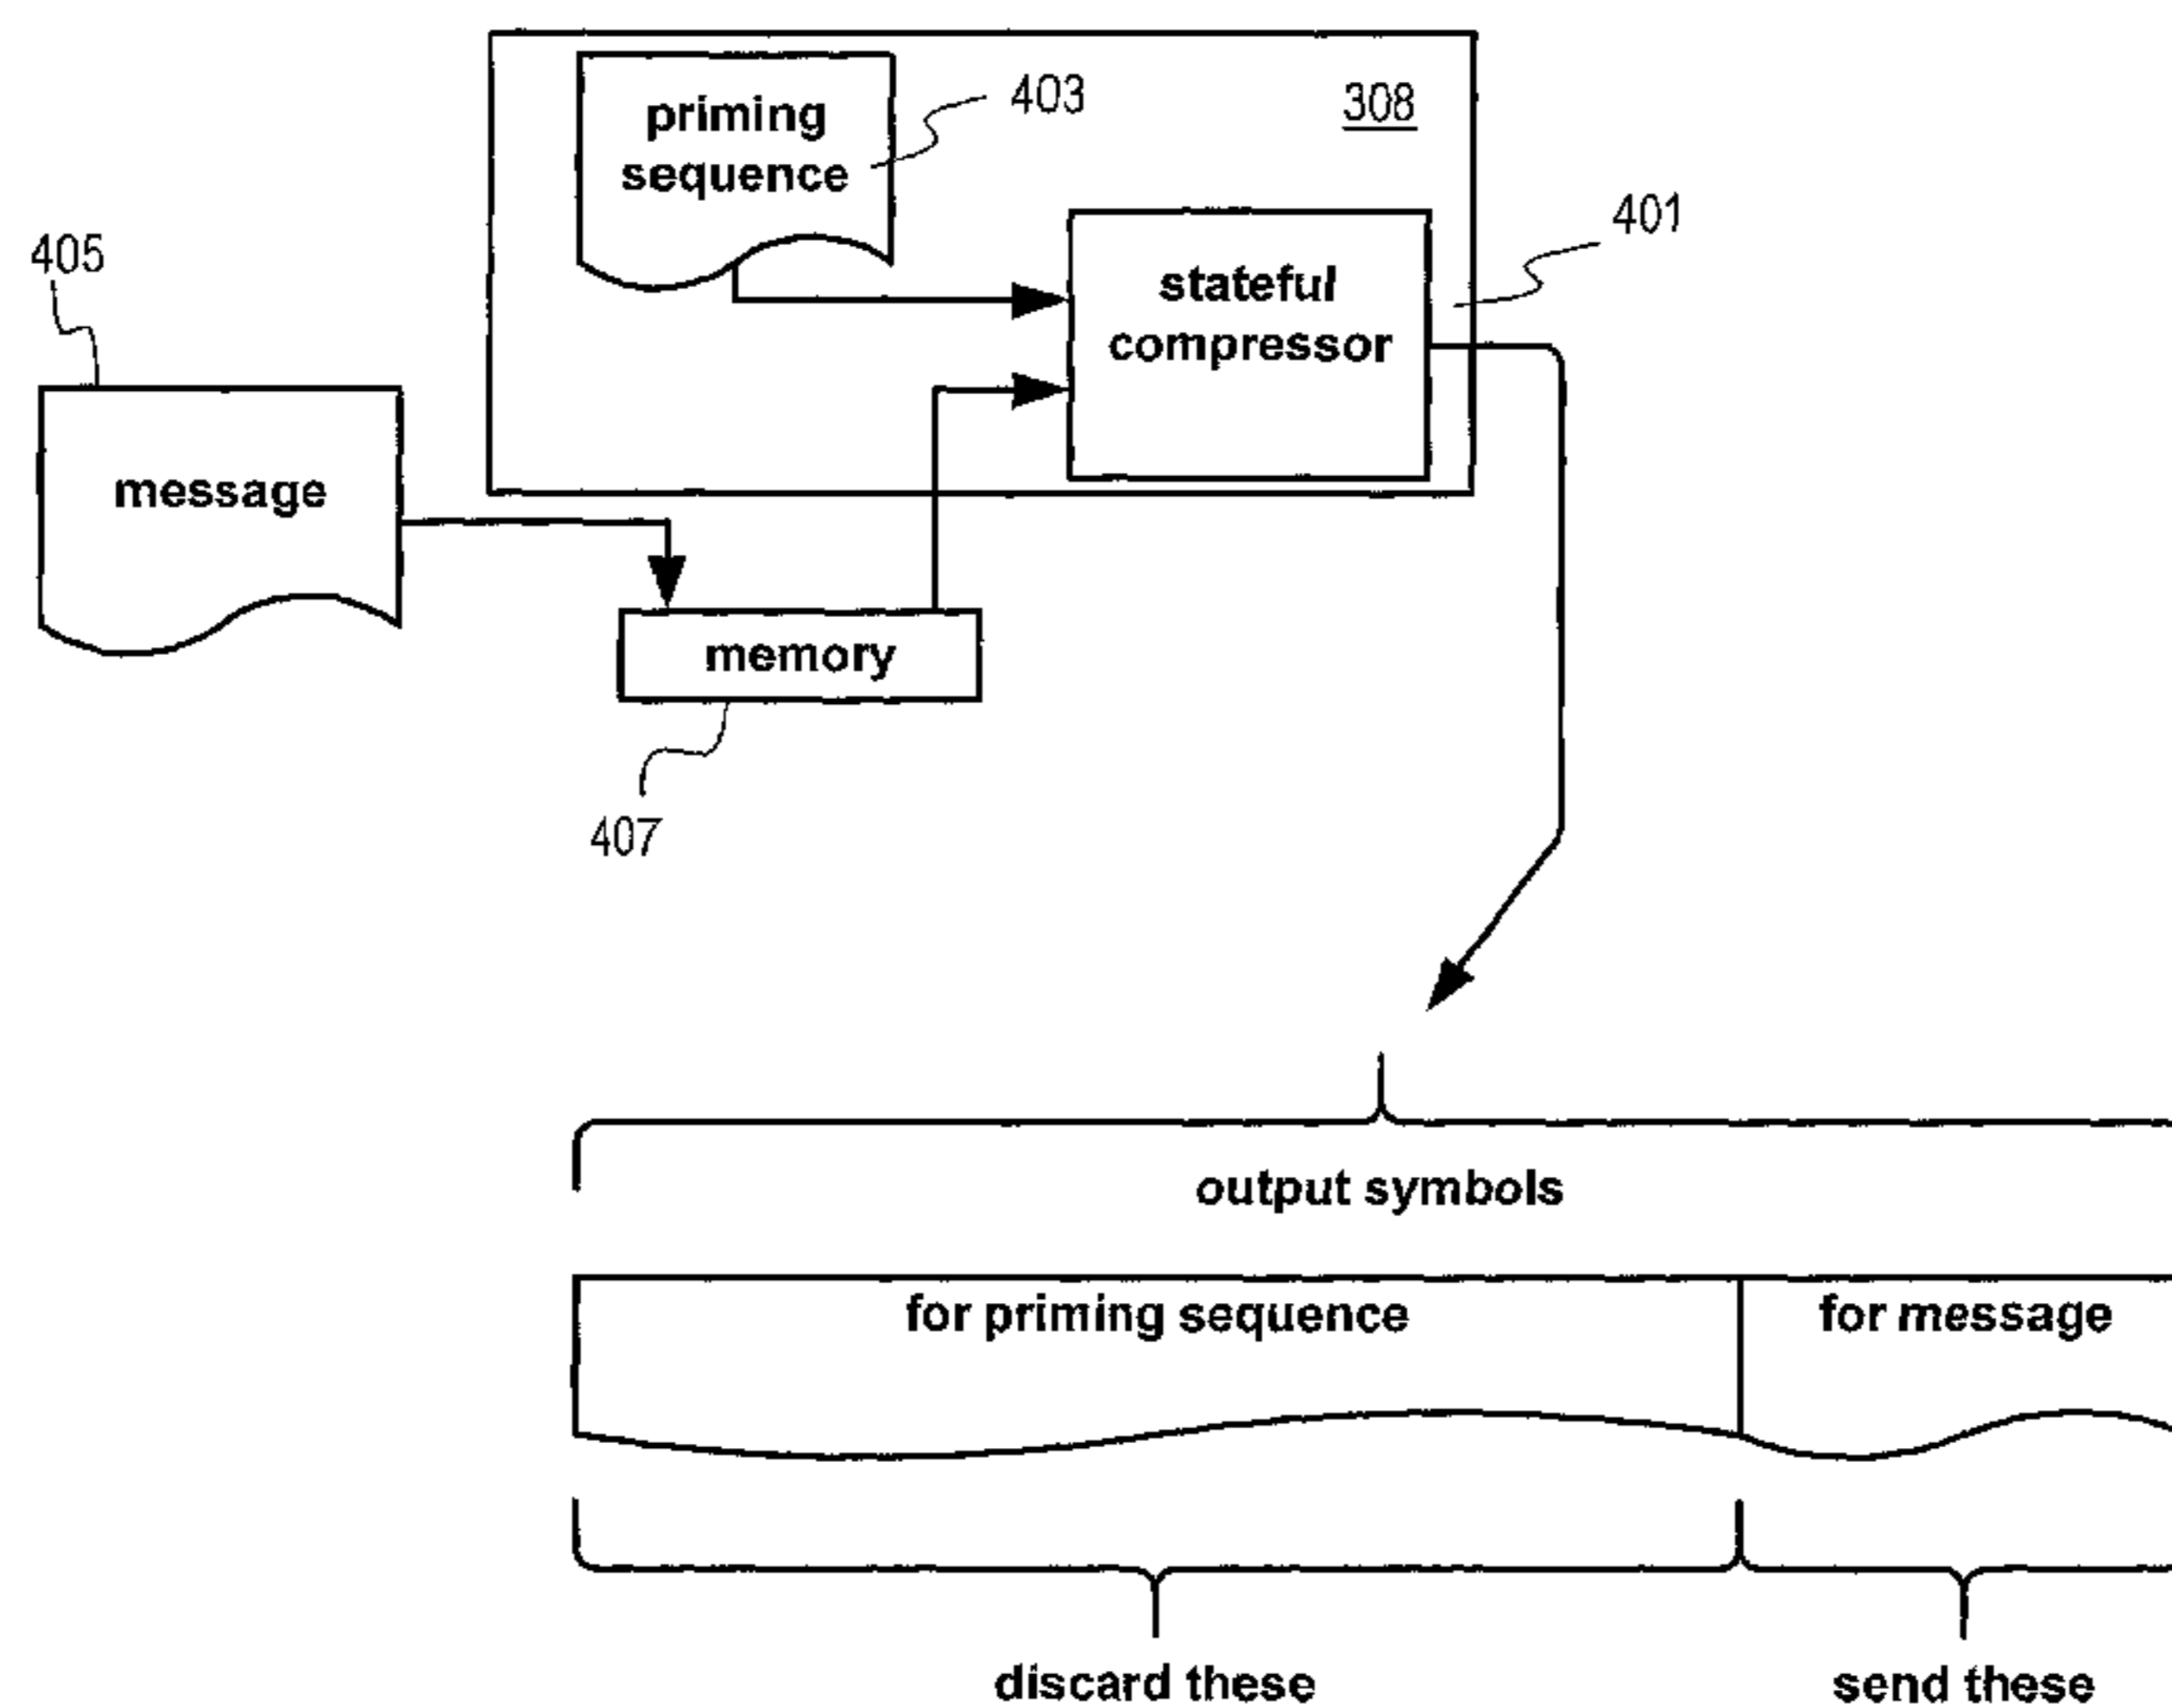 priming
sequence
403
308
401
405
stateful
compressor
message
memory
407
output symbols
for priming sequence
for message
discard these
send these